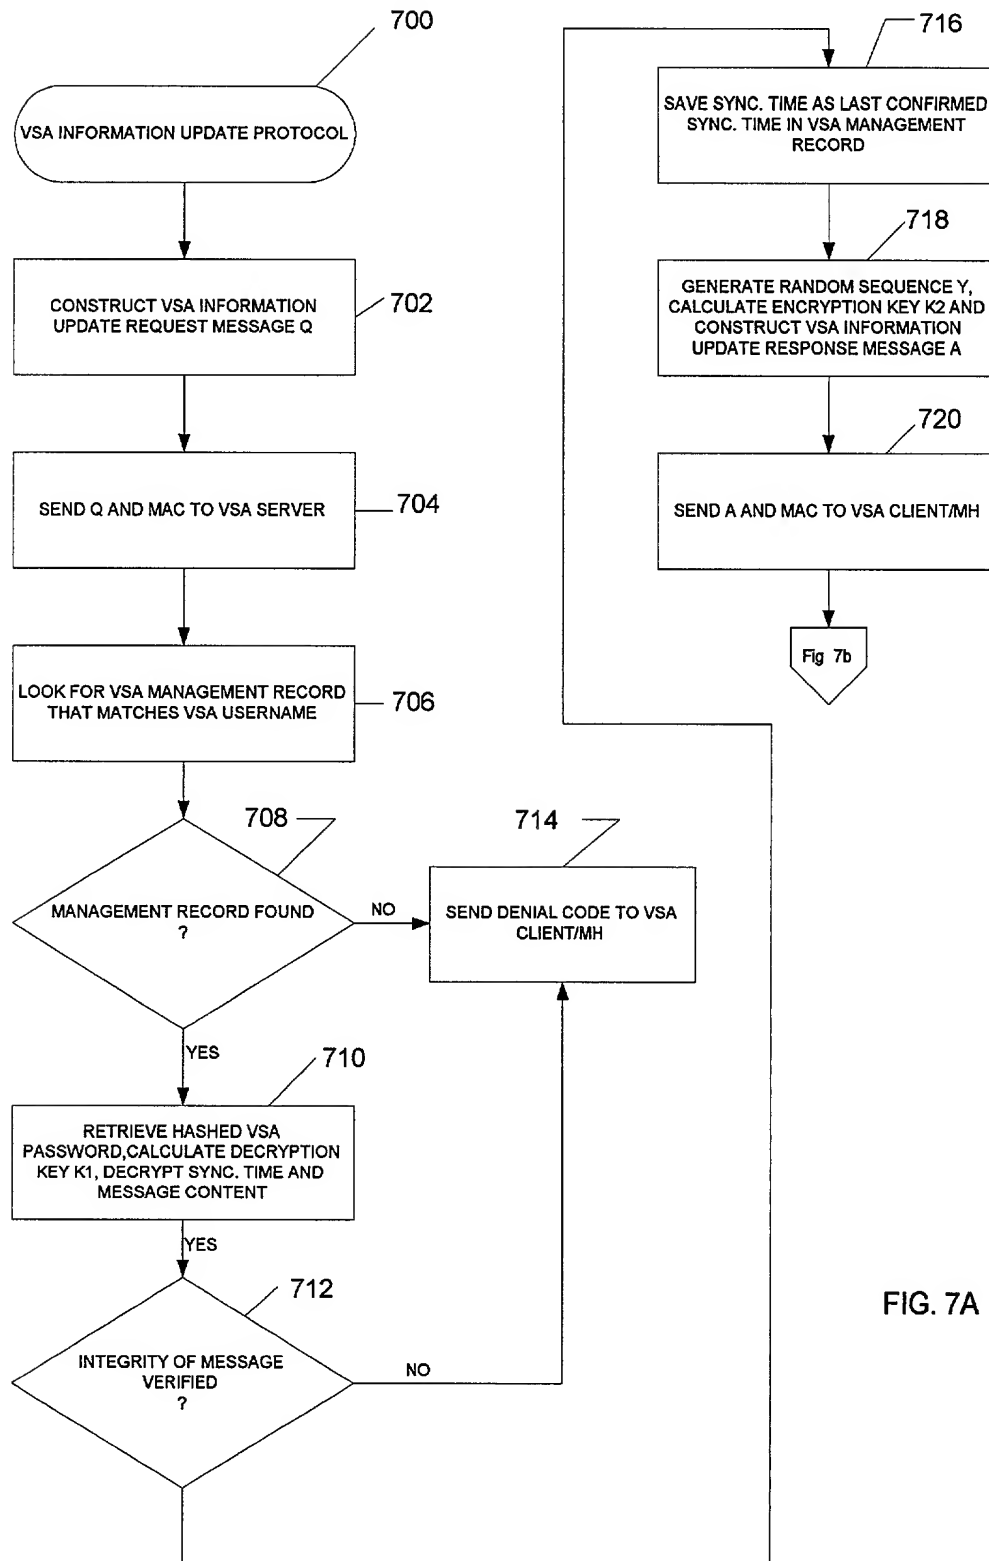 700
VSA INFORMATION UPDATE PROTOCOL
CONSTRUCT VSA INFORMATION
UPDATE REQUEST MESSAGE Q
702
SEND Q AND MAC TO VSA SERVER
704
LOOK FOR VSA MANAGEMENT RECORD
THAT MATCHES VSA USERNAME
706
708
MANAGEMENT RECORD FOUND
?
NO
714
SEND DENIAL CODE TO VSA
CLIENT/MH
YES
710
RETRIEVE HASHED VSA
PASSWORD,CALCULATE DECRYPTION
KEY K1, DECRYPT SYNC. TIME AND
MESSAGE CONTENT
YES
712
INTEGRITY OF MESSAGE
VERIFIED
?
NO
716
SAVE SYNC. TIME AS LAST CONFIRMED
SYNC. TIME IN VSA MANAGEMENT
RECORD
718
GENERATE RANDOM SEQUENCE Y,
CALCULATE ENCRYPTION KEY K2 AND
CONSTRUCT VSA INFORMATION
UPDATE RESPONSE MESSAGE A
720
SEND A AND MAC TO VSA CLIENT/MH
Fig 7b
FIG. 7A